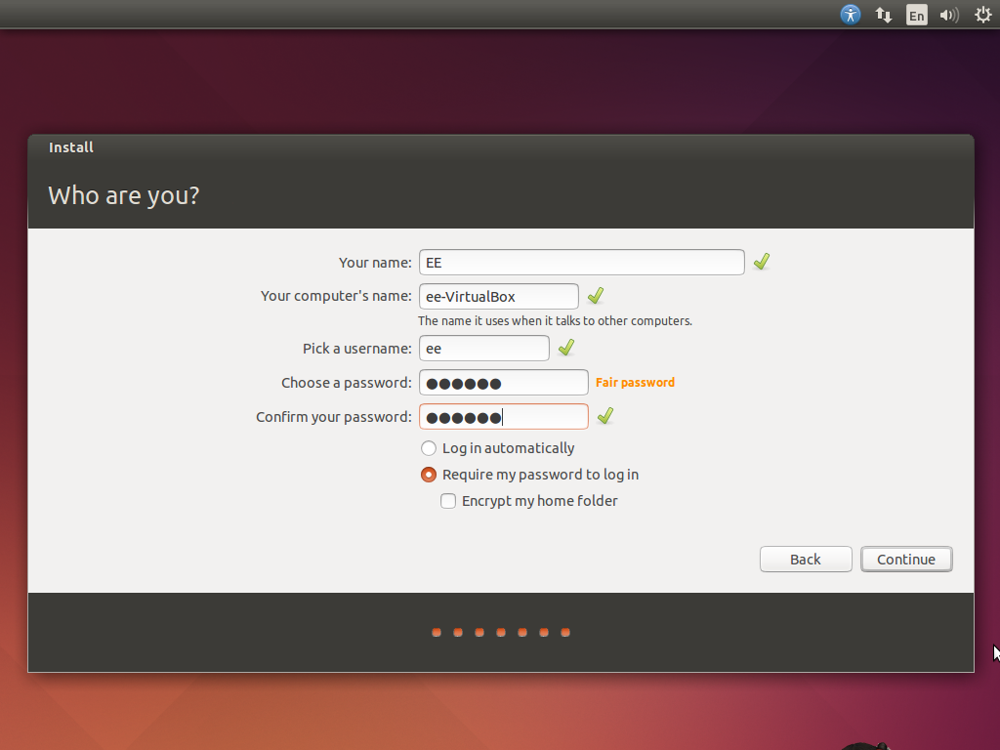 En
Install
Who are you?
Your name: EE
Your computer's name: ee-VirtualBox
The name it uses when it talks to other computers.
Pick a username: ee
Choose a password: ●●●●●● Fair password
Confirm your password: ●●●●●●
Log in automatically
Require my password to log in
Encrypt my home folder
Back Continue